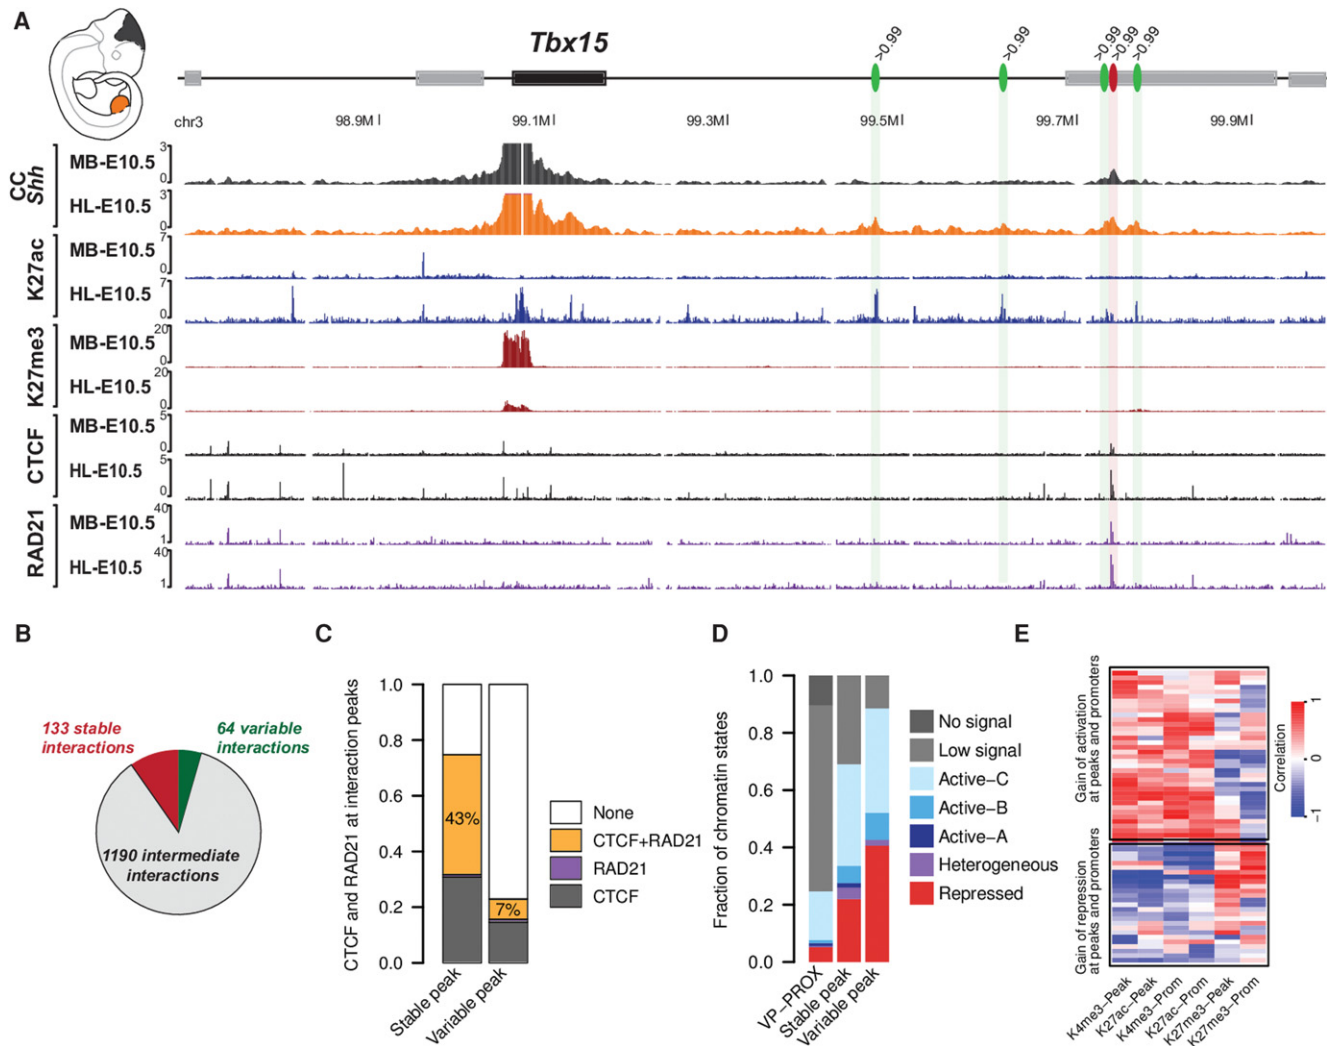 A
Tbx15
>0.99
>0.99
>0.99
>0.99
>0.99
chr3
98.9M
99.1M
99.3M
99.5M
99.7M
99.9M
CC
Shh
MB-E10.5
3
0
HL-E10.5
3
0
K27ac
MB-E10.5
7
0
HL-E10.5
7
0
K27me3
MB-E10.5
20
0
HL-E10.5
20
0
CTCF
MB-E10.5
5
0
HL-E10.5
5
0
RAD21
MB-E10.5
40
1
HL-E10.5
40
1
B
133 stable
interactions
64 variable
interactions
1190 intermediate
interactions
C
CTCF and RAD21 at interaction peaks
1.0
0.8
0.6
0.4
0.2
0.0
43%
7%
Stable peak
Variable peak
None
CTCF+RAD21
RAD21
CTCF
D
Fraction of chromatin states
1.0
0.8
0.6
0.4
0.2
0.0
VP-PROX
Stable peak
Variable peak
No signal
Low signal
Active-C
Active-B
Active-A
Heterogeneous
Repressed
E
Gain of activation
at peaks and promoters
Gain of repression
at peaks and promoters
K4me3-Peak
K27ac-Peak
K4me3-Prom
K27ac-Prom
K27me3-Peak
K27me3-Prom
1
0
-1
Correlation